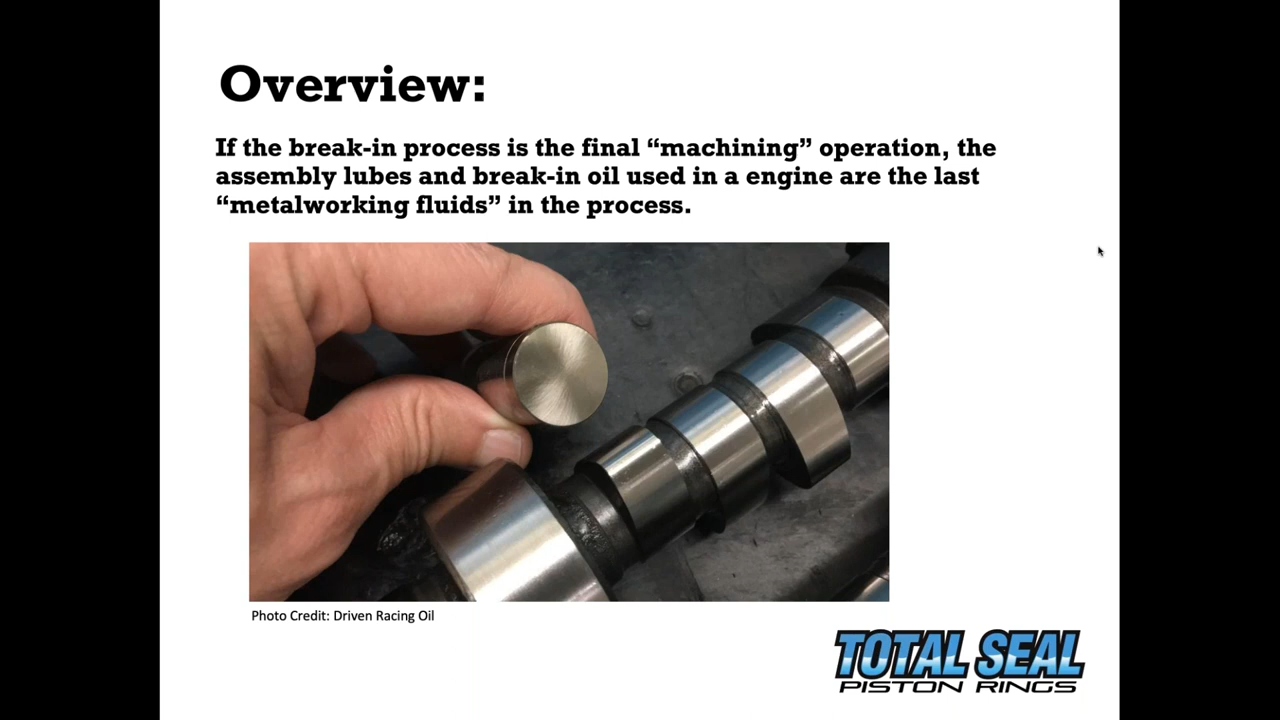 Overview:
If the break-in process is the final “machining” operation, the
assembly lubes and break-in oil used in a engine are the last
“metalworking fluids” in the process.
Photo Credit: Driven Racing Oil
TOTAL SEAL
PISTON RINGS